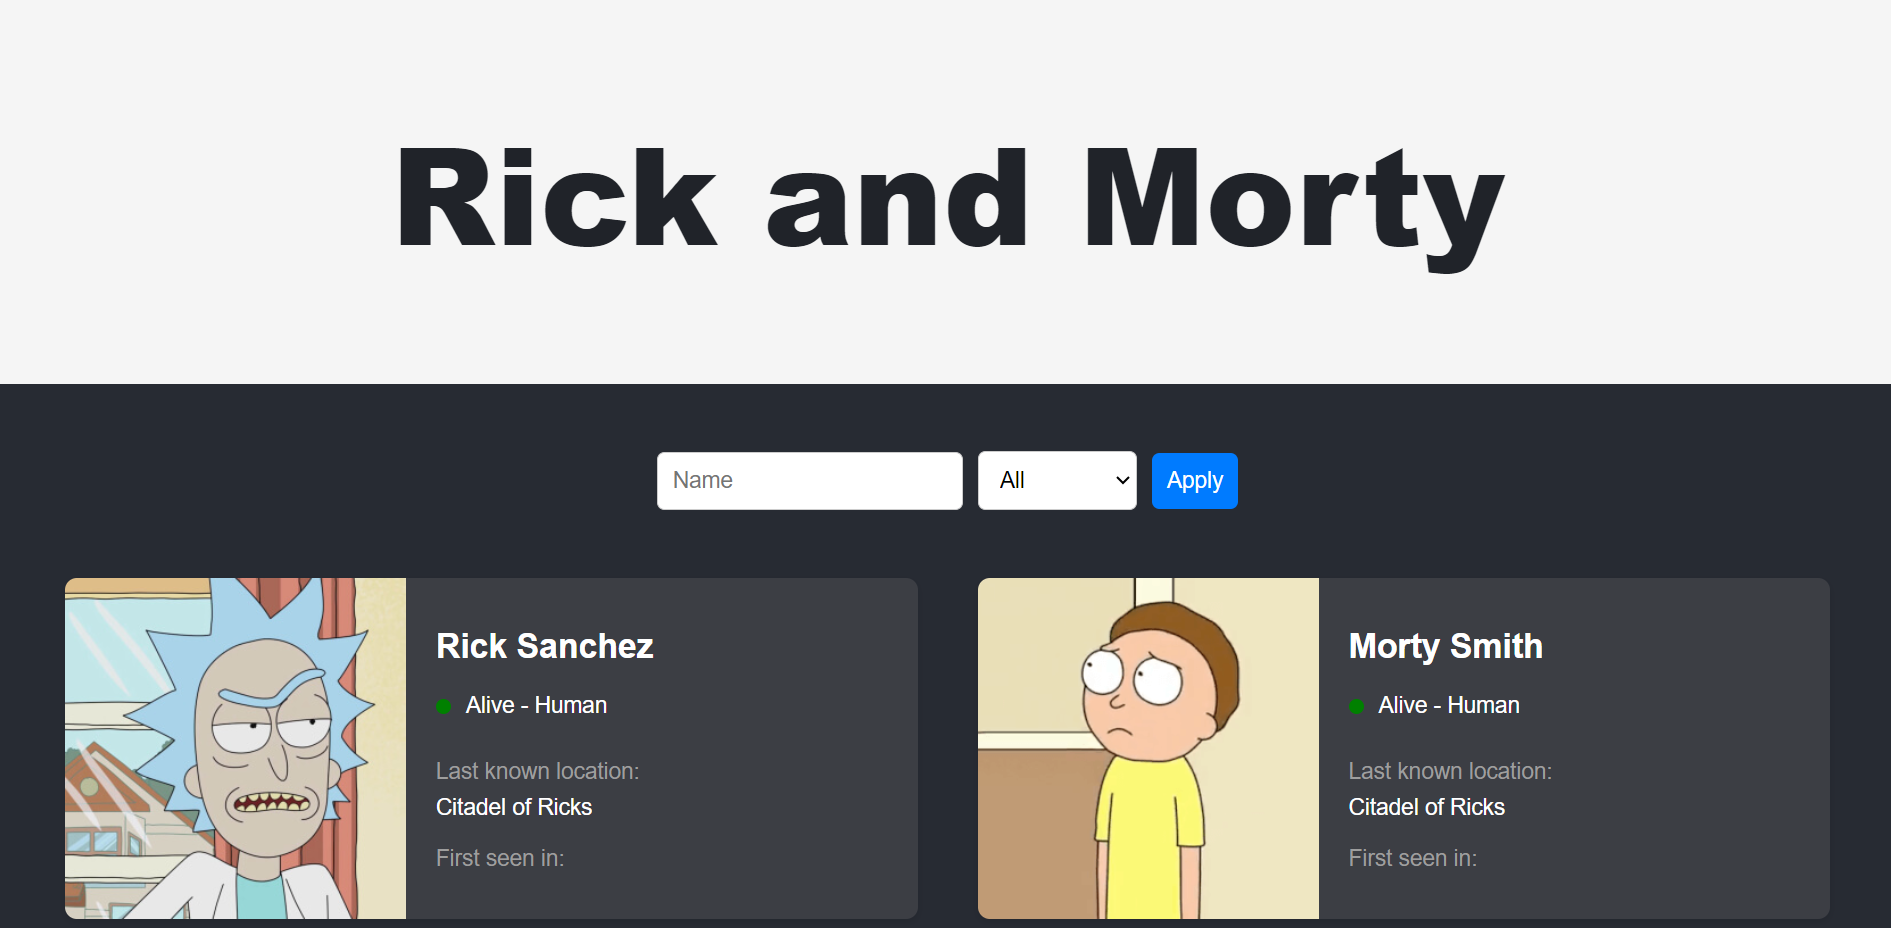 Rick and Morty
Name
All
Apply
Rick Sanchez
Alive - Human
Last known location:
Citadel of Ricks
First seen in:
Morty Smith
Alive - Human
Last known location:
Citadel of Ricks
First seen in: